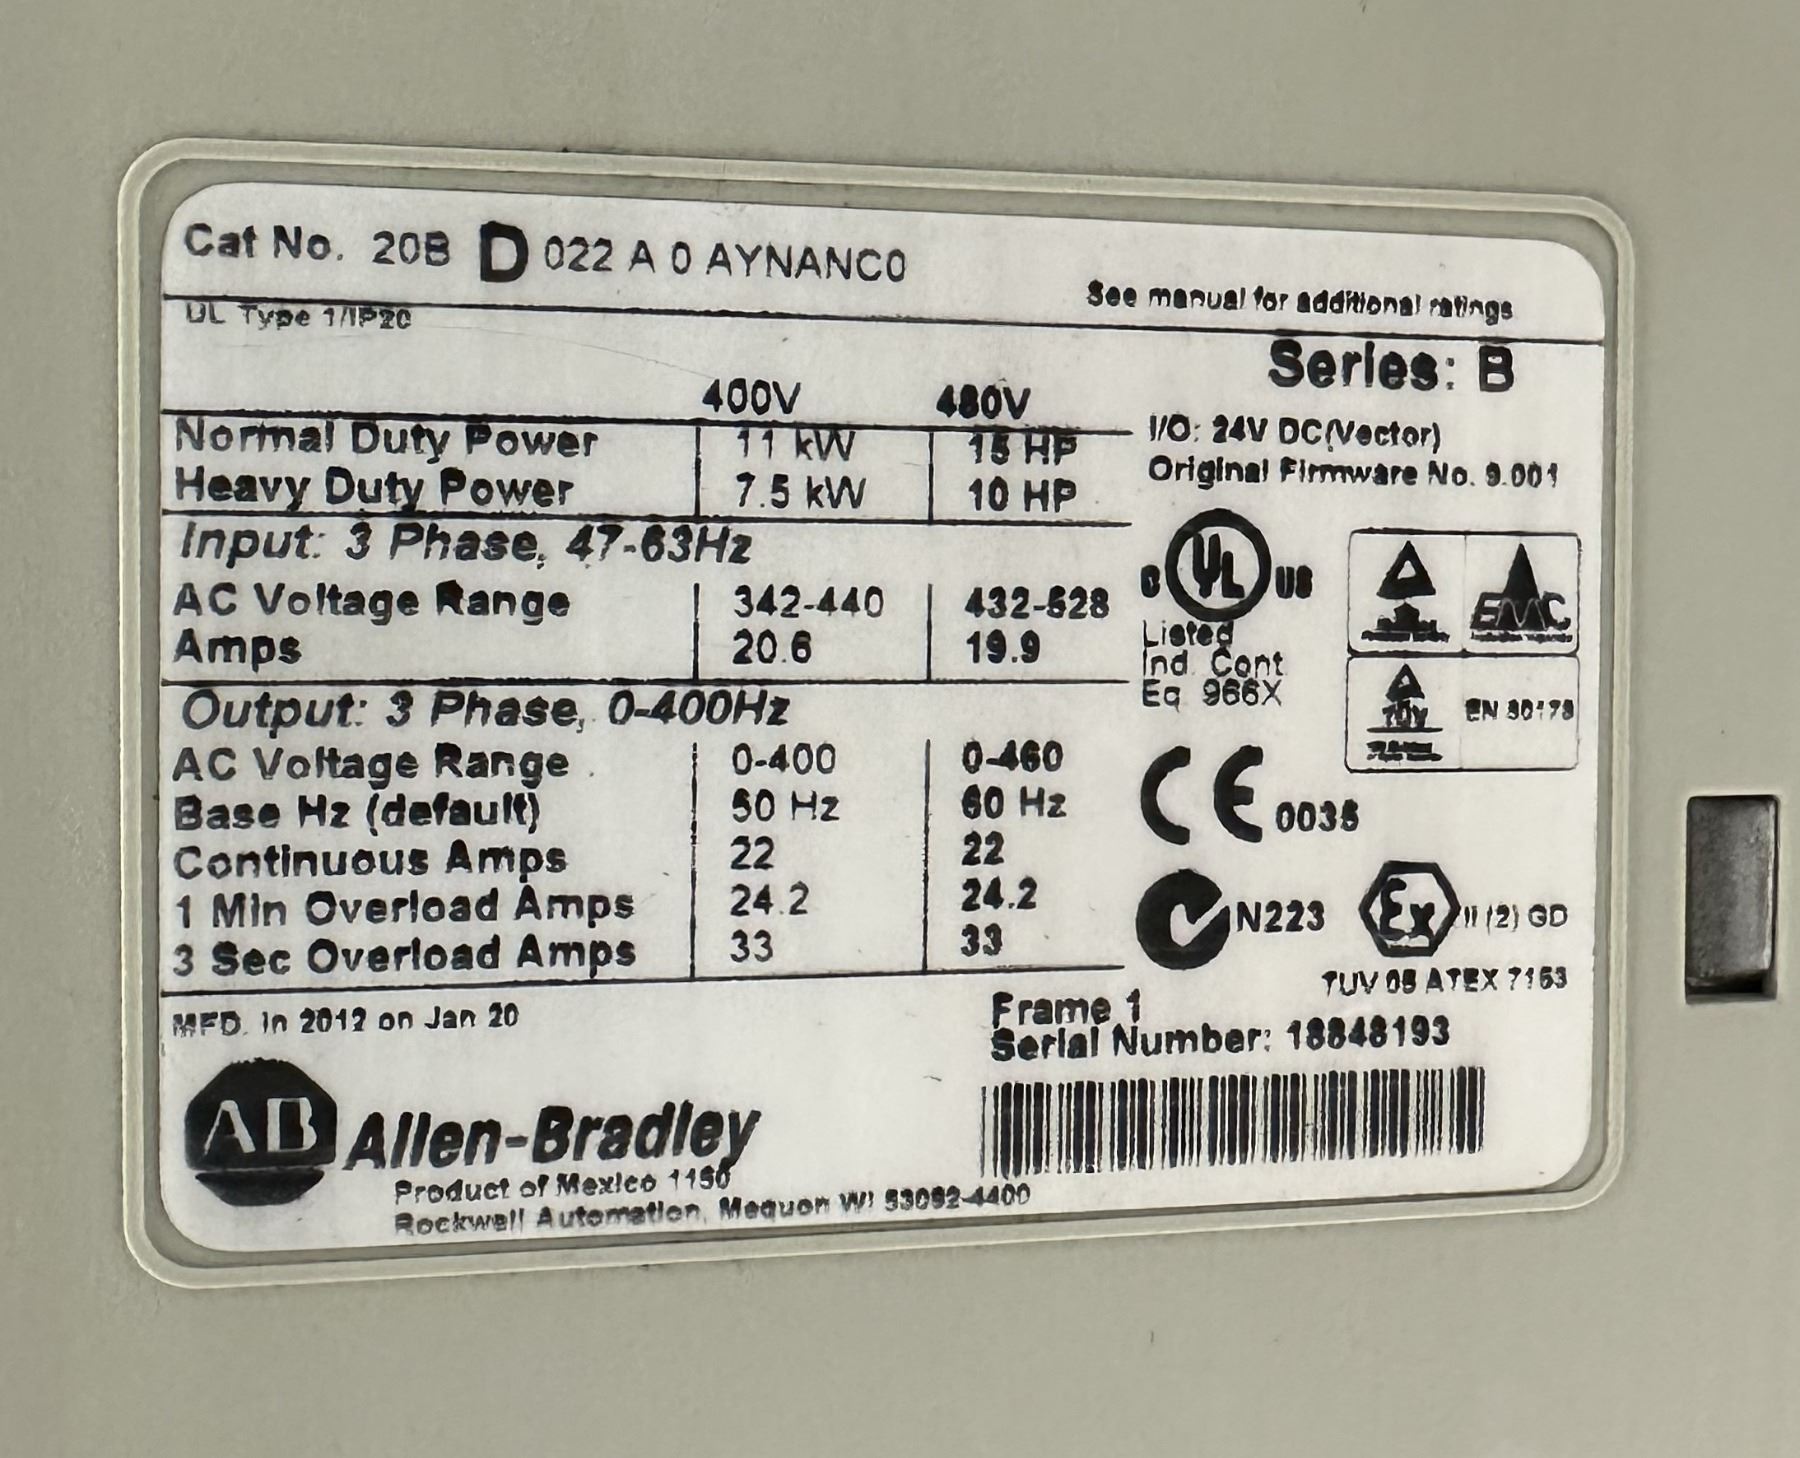 Cat No. 20B D 022 A 0 AYNANC0
See manual for additional ratings
UL Type 1/IP20
Series: B
400V 480V
Normal Duty Power 11 kW 15 HP
Heavy Duty Power 7.5 kW 10 HP
I/O: 24V DC(Vector)
Original Firmware No. 9.001
Input: 3 Phase, 47-63Hz
AC Voltage Range 342-440 432-528
Amps 20.6 19.9
C UL US
Listed
Ind. Cont
Eq 966X
EMC
TUV
Output: 3 Phase, 0-400Hz
AC Voltage Range 0-400 0-460
Base Hz (default) 50 Hz 60 Hz
Continuous Amps 22 22
1 Min Overload Amps 24.2 24.2
3 Sec Overload Amps 33 33
EN 50178
CE 0035
N223
Ex II (2) GD
TUV 05 ATEX 7153
MFD. in 2012 on Jan 20
Frame 1
Serial Number: 18848193
AB Allen-Bradley
Product of Mexico 1150
Rockwell Automation, Mequon WI 53092-4400